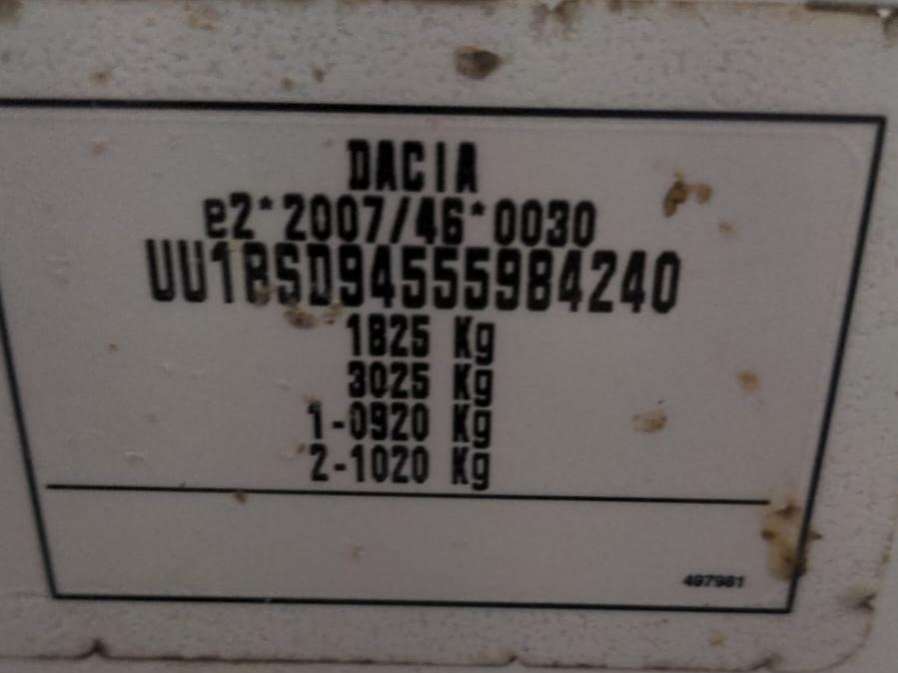 DACIA
e2*2007/46*0030
UU1BSD94555984240
1825 Kg
3025 Kg
1-0920 Kg
2-1020 Kg
497981